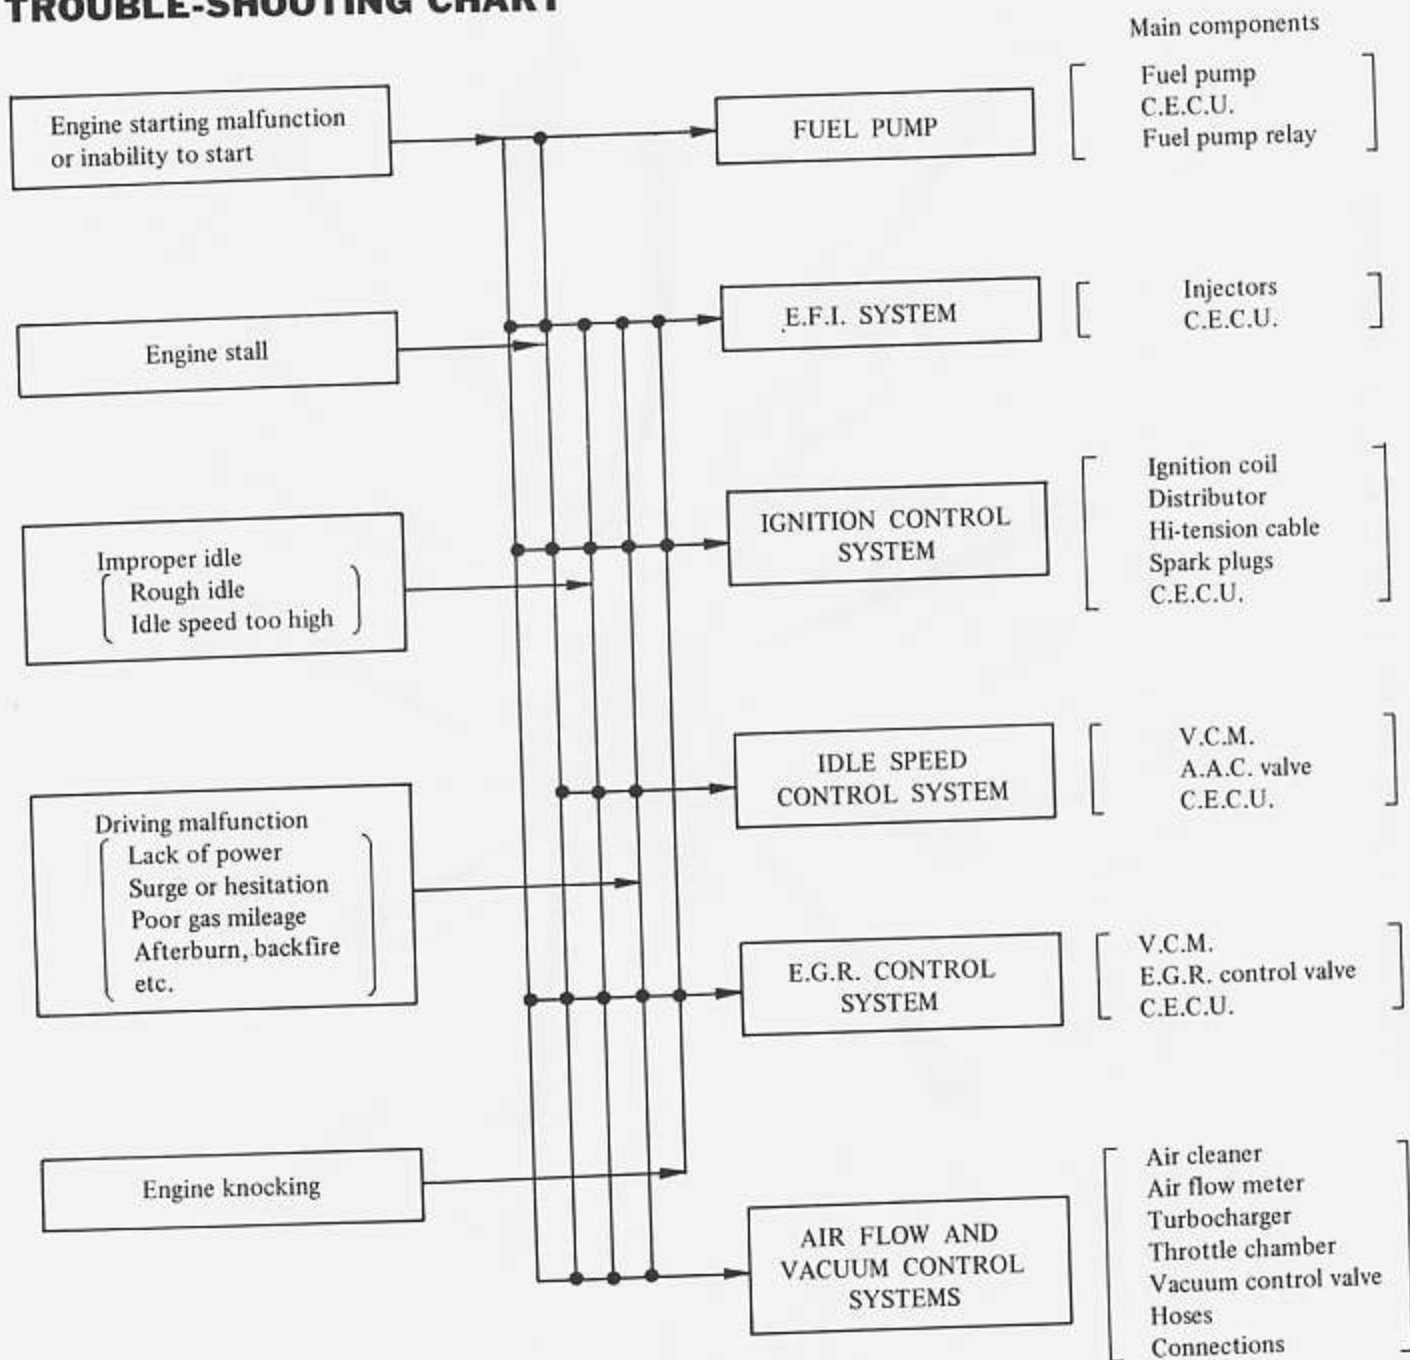 TROUBLE-SHOOTING CHART
Main components
Engine starting malfunction
or inability to start
FUEL PUMP
Fuel pump
C.E.C.U.
Fuel pump relay
Engine stall
E.F.I. SYSTEM
Injectors
C.E.C.U.
Improper idle
Rough idle
Idle speed too high
IGNITION CONTROL
SYSTEM
Ignition coil
Distributor
Hi-tension cable
Spark plugs
C.E.C.U.
Driving malfunction
Lack of power
Surge or hesitation
Poor gas mileage
Afterburn, backfire
etc.
IDLE SPEED
CONTROL SYSTEM
V.C.M.
A.A.C. valve
C.E.C.U.
E.G.R. CONTROL
SYSTEM
V.C.M.
E.G.R. control valve
C.E.C.U.
Engine knocking
AIR FLOW AND
VACUUM CONTROL
SYSTEMS
Air cleaner
Air flow meter
Turbocharger
Throttle chamber
Vacuum control valve
Hoses
Connections